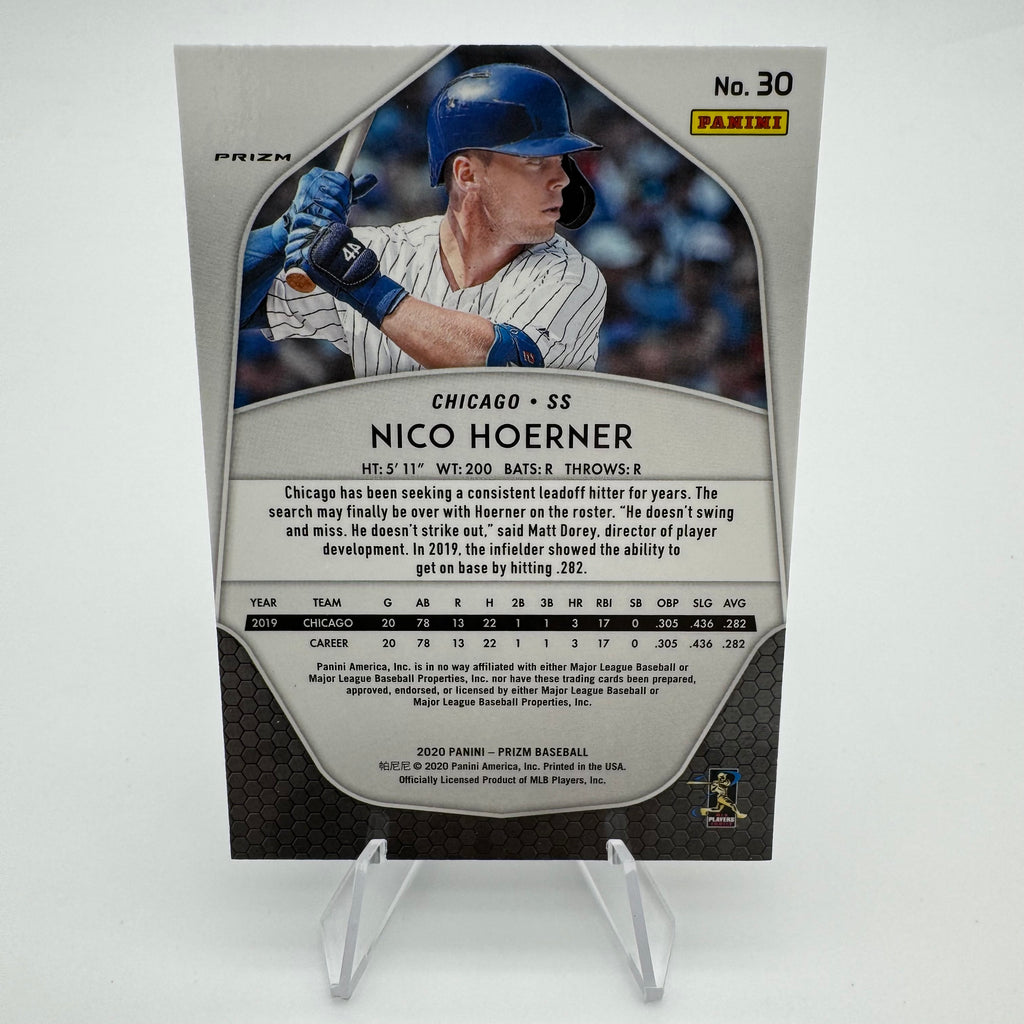 No. 30
PANINI
PRIZM
44
CHICAGO • SS
NICO HOERNER
HT: 5' 11" WT: 200 BATS: R THROWS: R
Chicago has been seeking a consistent leadoff hitter for years. The
search may finally be over with Hoerner on the roster. “He doesn't swing
and miss. He doesn't strike out,” said Matt Dorey, director of player
development. In 2019, the infielder showed the ability to
get on base by hitting .282.
YEAR TEAM G AB R H 2B 3B HR RBI SB OBP SLG AVG
2019 CHICAGO 20 78 13 22 1 1 3 17 0 .305 .436 .282
CAREER 20 78 13 22 1 1 3 17 0 .305 .436 .282
Panini America, Inc. is in no way affiliated with either Major League Baseball or
Major League Baseball Properties, Inc. nor have these trading cards been prepared,
approved, endorsed, or licensed by either Major League Baseball or
Major League Baseball Properties, Inc.
2020 PANINI – PRIZM BASEBALL
帕尼尼 © 2020 Panini America, Inc. Printed in the USA.
Officially Licensed Product of MLB Players, Inc.
PLAYERS